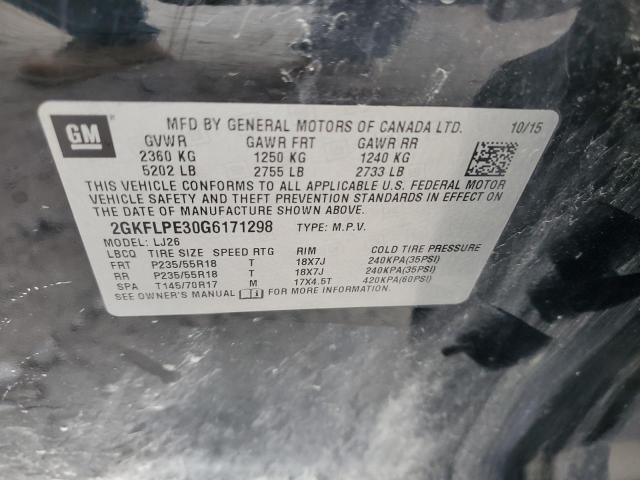 GM
MFD BY GENERAL MOTORS OF CANADA LTD. 10/15
GVWR GAWR FRT GAWR RR
2360 KG 1250 KG 1240 KG
5202 LB 2755 LB 2733 LB
THIS VEHICLE CONFORMS TO ALL APPLICABLE U.S. FEDERAL MOTOR
VEHICLE SAFETY AND THEFT PREVENTION STANDARDS IN EFFECT ON
THE DATE OF MANUFACTURE SHOWN ABOVE.
2GKFLPE30G6171298 TYPE: M.P.V.
MODEL: LJ26
LBCQ TIRE SIZE SPEED RTG RIM COLD TIRE PRESSURE
FRT P235/55R18 T 18X7J 240KPA(35PSI)
RR P235/55R18 T 18X7J 240KPA(35PSI)
SPA T145/70R17 M 17X4.5T 420KPA(60PSI)
SEE OWNER'S MANUAL FOR MORE INFORMATION.